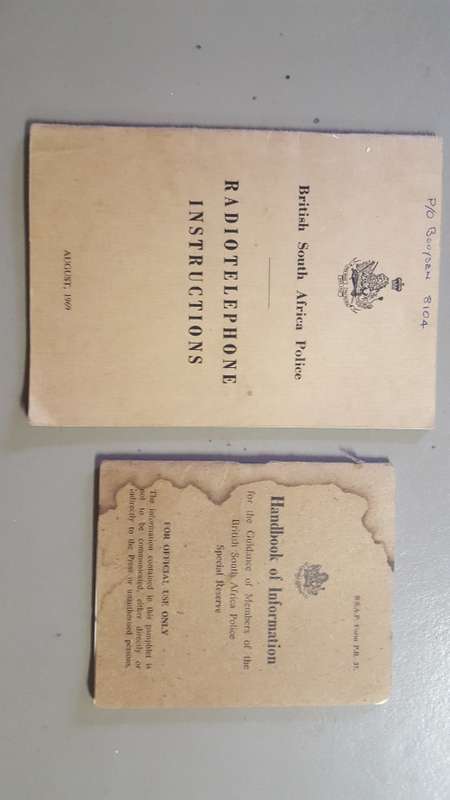 P/O BOOYSEN 8104
British South Africa Police
RADIOTELEPHONE
INSTRUCTIONS
AUGUST, 1969
B.S.A.P. Form P.R. 37.
Handbook of Information
for the Guidance of Members of the
British South Africa Police
Special Reserve
FOR OFFICIAL USE ONLY
The information contained in this pamphlet is
not to be communicated, either directly or
indirectly to the Press or unauthorised persons.